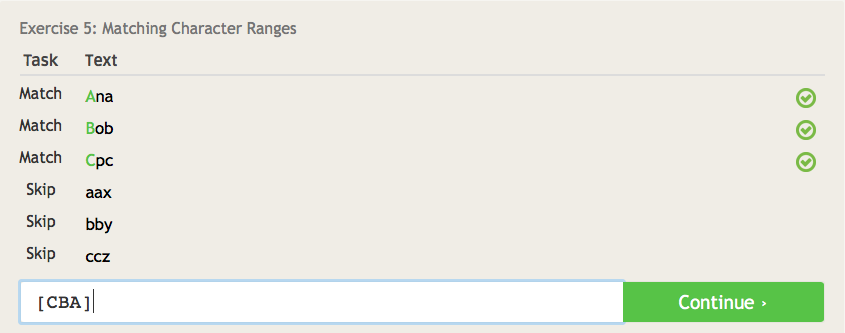 Exercise 5: Matching Character Ranges
Task Text
Match Ana
Match Bob
Match Cpc
Skip aax
Skip bby
Skip ccz
[CBA] Continue ›